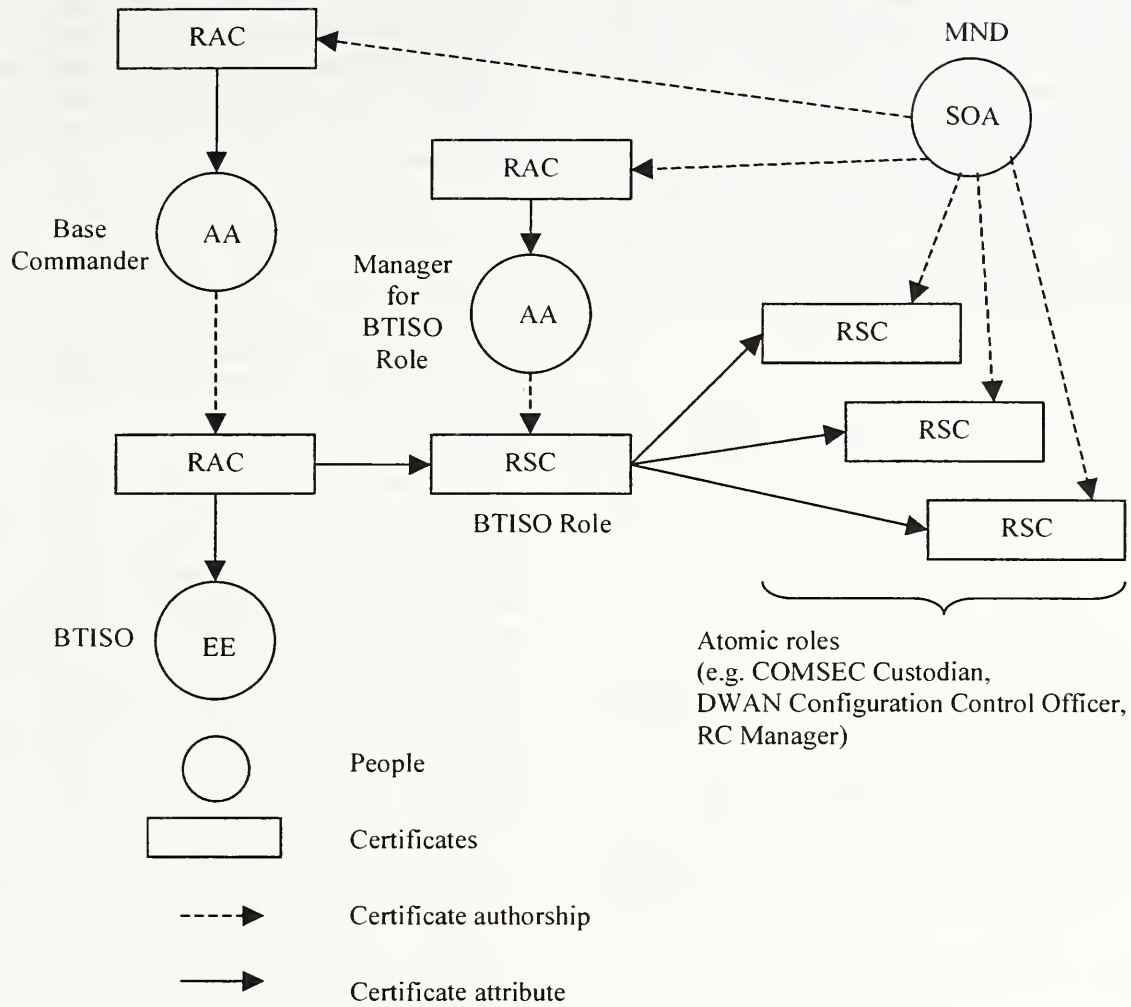 RAC
MND
SOA
RAC
Base
Commander
AA
Manager
for
BTISO
Role
AA
RSC
RSC
RAC
RSC
RSC
BTISO Role
BTISO
EE
Atomic roles
(e.g. COMSEC Custodian,
DWAN Configuration Control Officer,
RC Manager)
People
Certificates
Certificate authorship
Certificate attribute